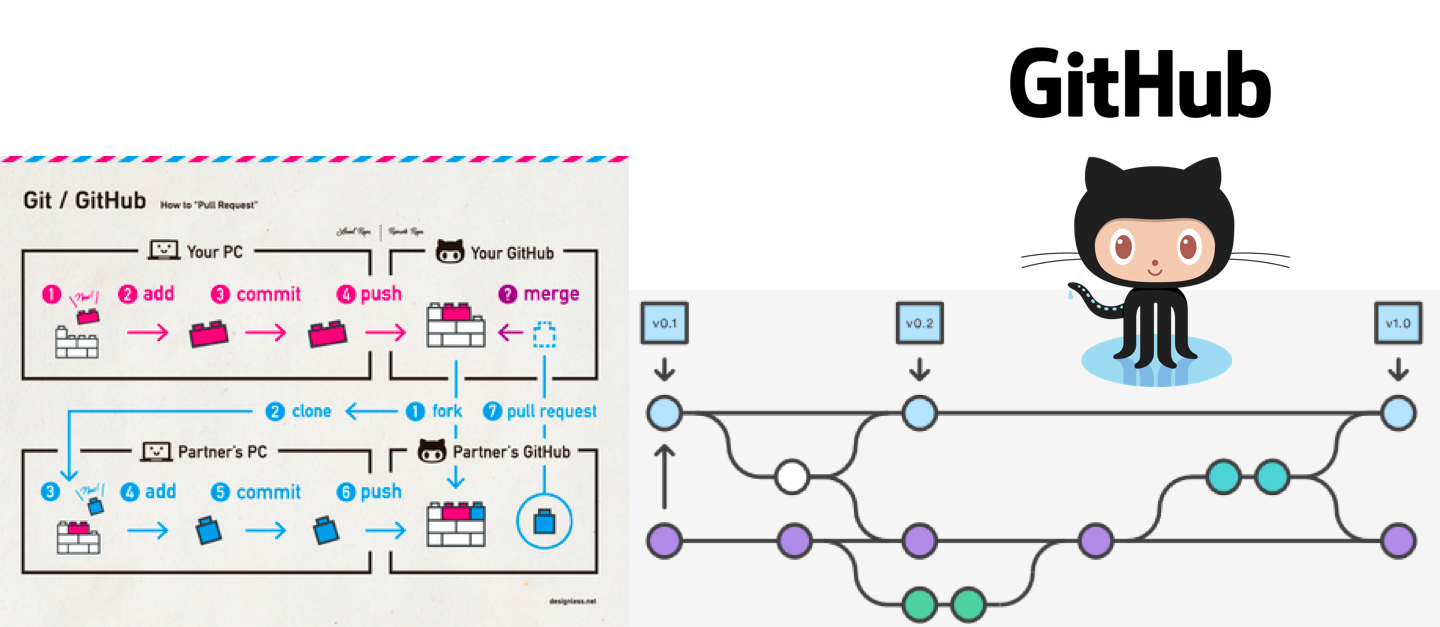 GitHub
Git / GitHub How to "Pull Request"
Local Repo Remote Repo
Your PC
Your GitHub
1 New! 2 add 3 commit 4 push
? merge
2 clone 1 fork 7 pull request
Partner's PC
Partner's GitHub
3 New! 4 add 5 commit 6 push
designless.net
v0.1 v0.2 v1.0